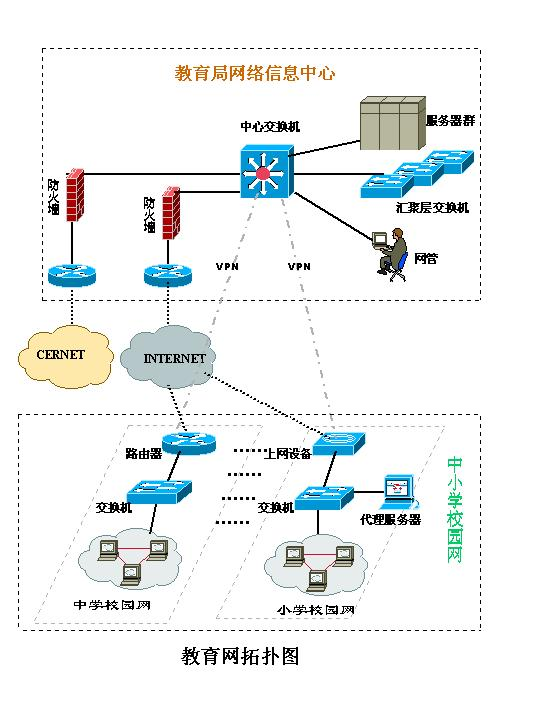 教育局网络信息中心
中心交换机
服务器群
防火墙
防火墙
汇聚层交换机
网管
VPN
VPN
CERNET
INTERNET
路由器
上网设备
交换机
交换机
代理服务器
中小学校园网
中学校园网
小学校园网
教育网拓扑图